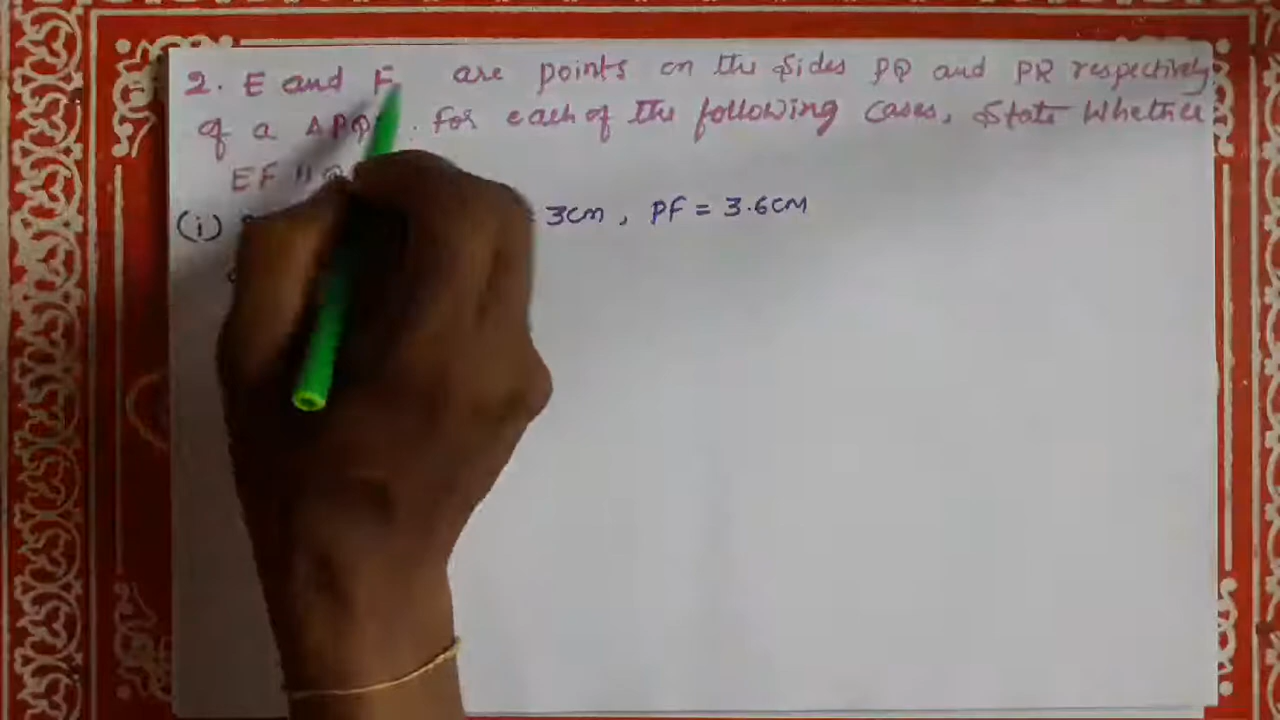 2. E and F are points on the sides PQ and PR respectively
of a Δ PQ . For each of the following cases, State Whether
EF ||
(i) = 3cm , PF = 3.6cm